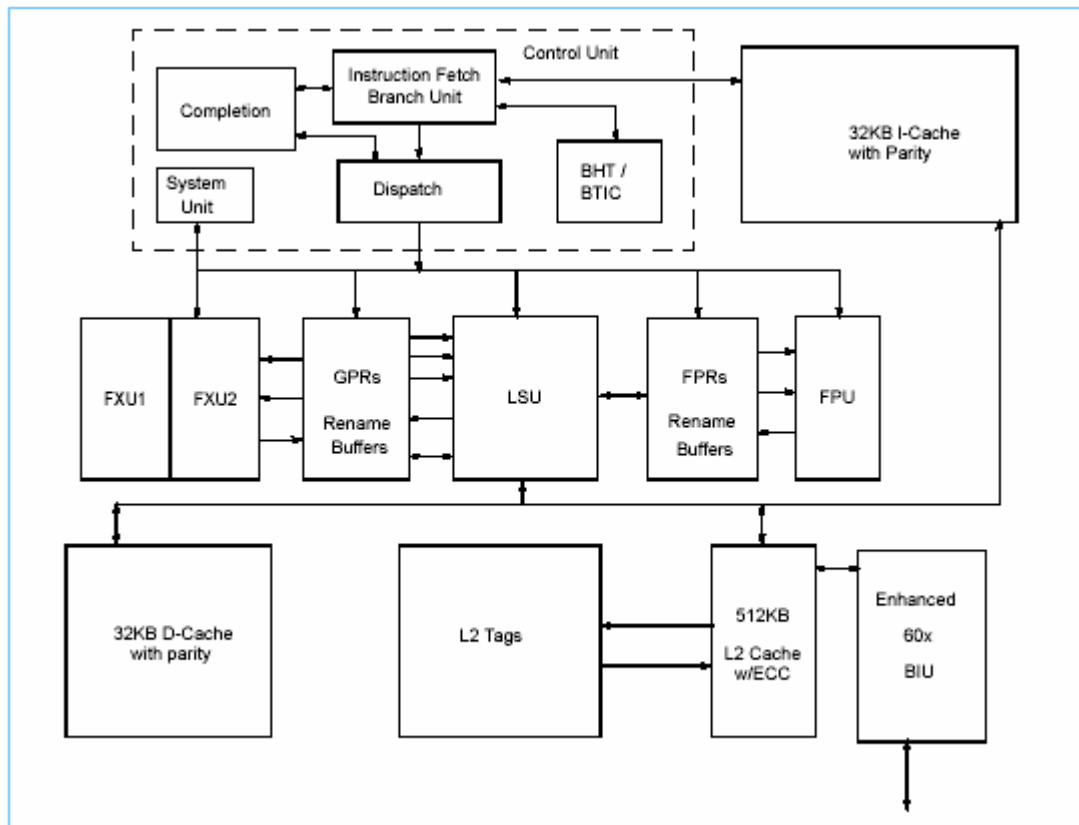 Control Unit
Instruction Fetch
Branch Unit
Completion
32KB I-Cache
with Parity
BHT /
BTIC
System
Unit
Dispatch
FXU1
FXU2
GPRs
Rename
Buffers
LSU
FPRs
Rename
Buffers
FPU
32KB D-Cache
with parity
L2 Tags
512KB
L2 Cache
w/ECC
Enhanced
60x
BIU